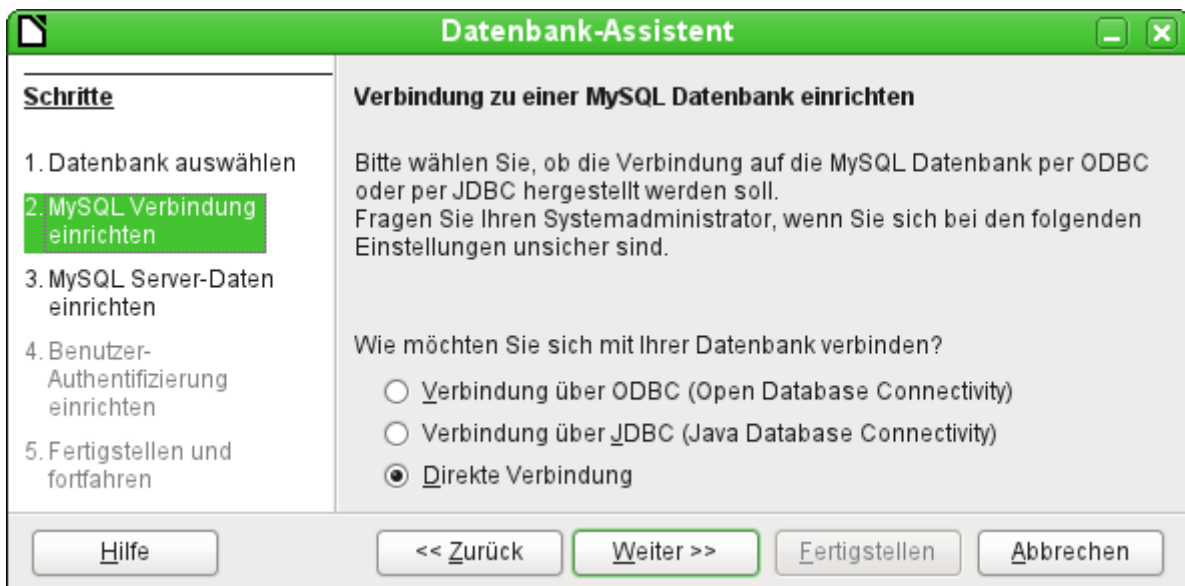 Datenbank-Assistent
Schritte
1. Datenbank auswählen
2. MySQL Verbindung
einrichten
3. MySQL Server-Daten
einrichten
4. Benutzer-
Authentifizierung
einrichten
5. Fertigstellen und
fortfahren
Verbindung zu einer MySQL Datenbank einrichten
Bitte wählen Sie, ob die Verbindung auf die MySQL Datenbank per ODBC
oder per JDBC hergestellt werden soll.
Fragen Sie Ihren Systemadministrator, wenn Sie sich bei den folgenden
Einstellungen unsicher sind.
Wie möchten Sie sich mit Ihrer Datenbank verbinden?
Verbindung über ODBC (Open Database Connectivity)
Verbindung über JDBC (Java Database Connectivity)
Direkte Verbindung
Hilfe
<< Zurück
Weiter >>
Fertigstellen
Abbrechen